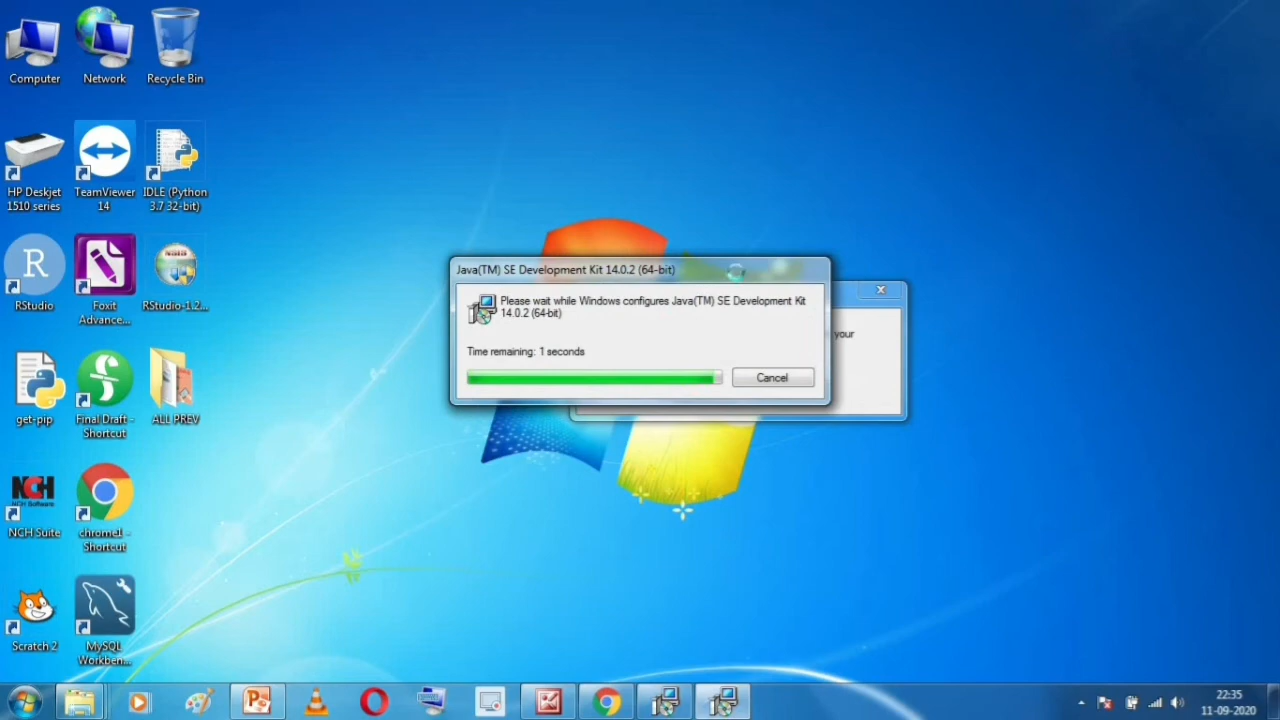 Computer
Network
Recycle Bin
HP Deskjet
1510 series
TeamViewer
14
IDLE (Python
3.7 32-bit)
R
RStudio
Foxit
Advance...
RStudio-1.2...
get-pip
Final Draft -
Shortcut
ALL PREV
NCH
NCH Software
NCH Suite
chrome1 -
Shortcut
Scratch 2
MySQL
Workben...
Java(TM) SE Development Kit 14.0.2 (64-bit)
Please wait while Windows configures Java(TM) SE Development Kit
14.0.2 (64-bit)
Time remaining: 1 seconds
Cancel
your
22:35
11-09-2020